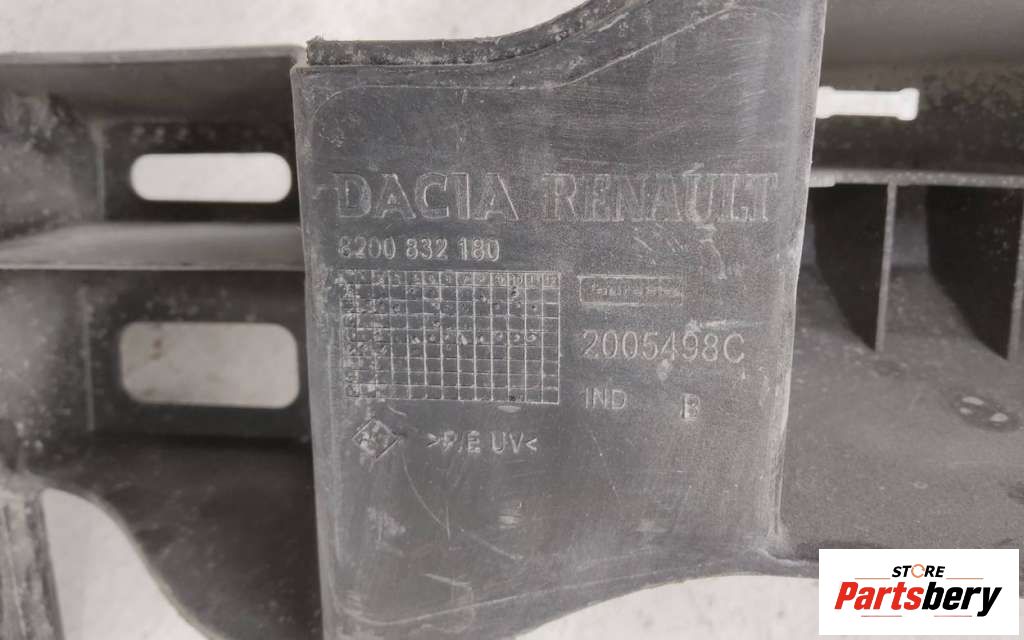 DACIA RENAULT
8200 832 180
2005498C
IND B
>P.E UV<
STORE
Partsbery